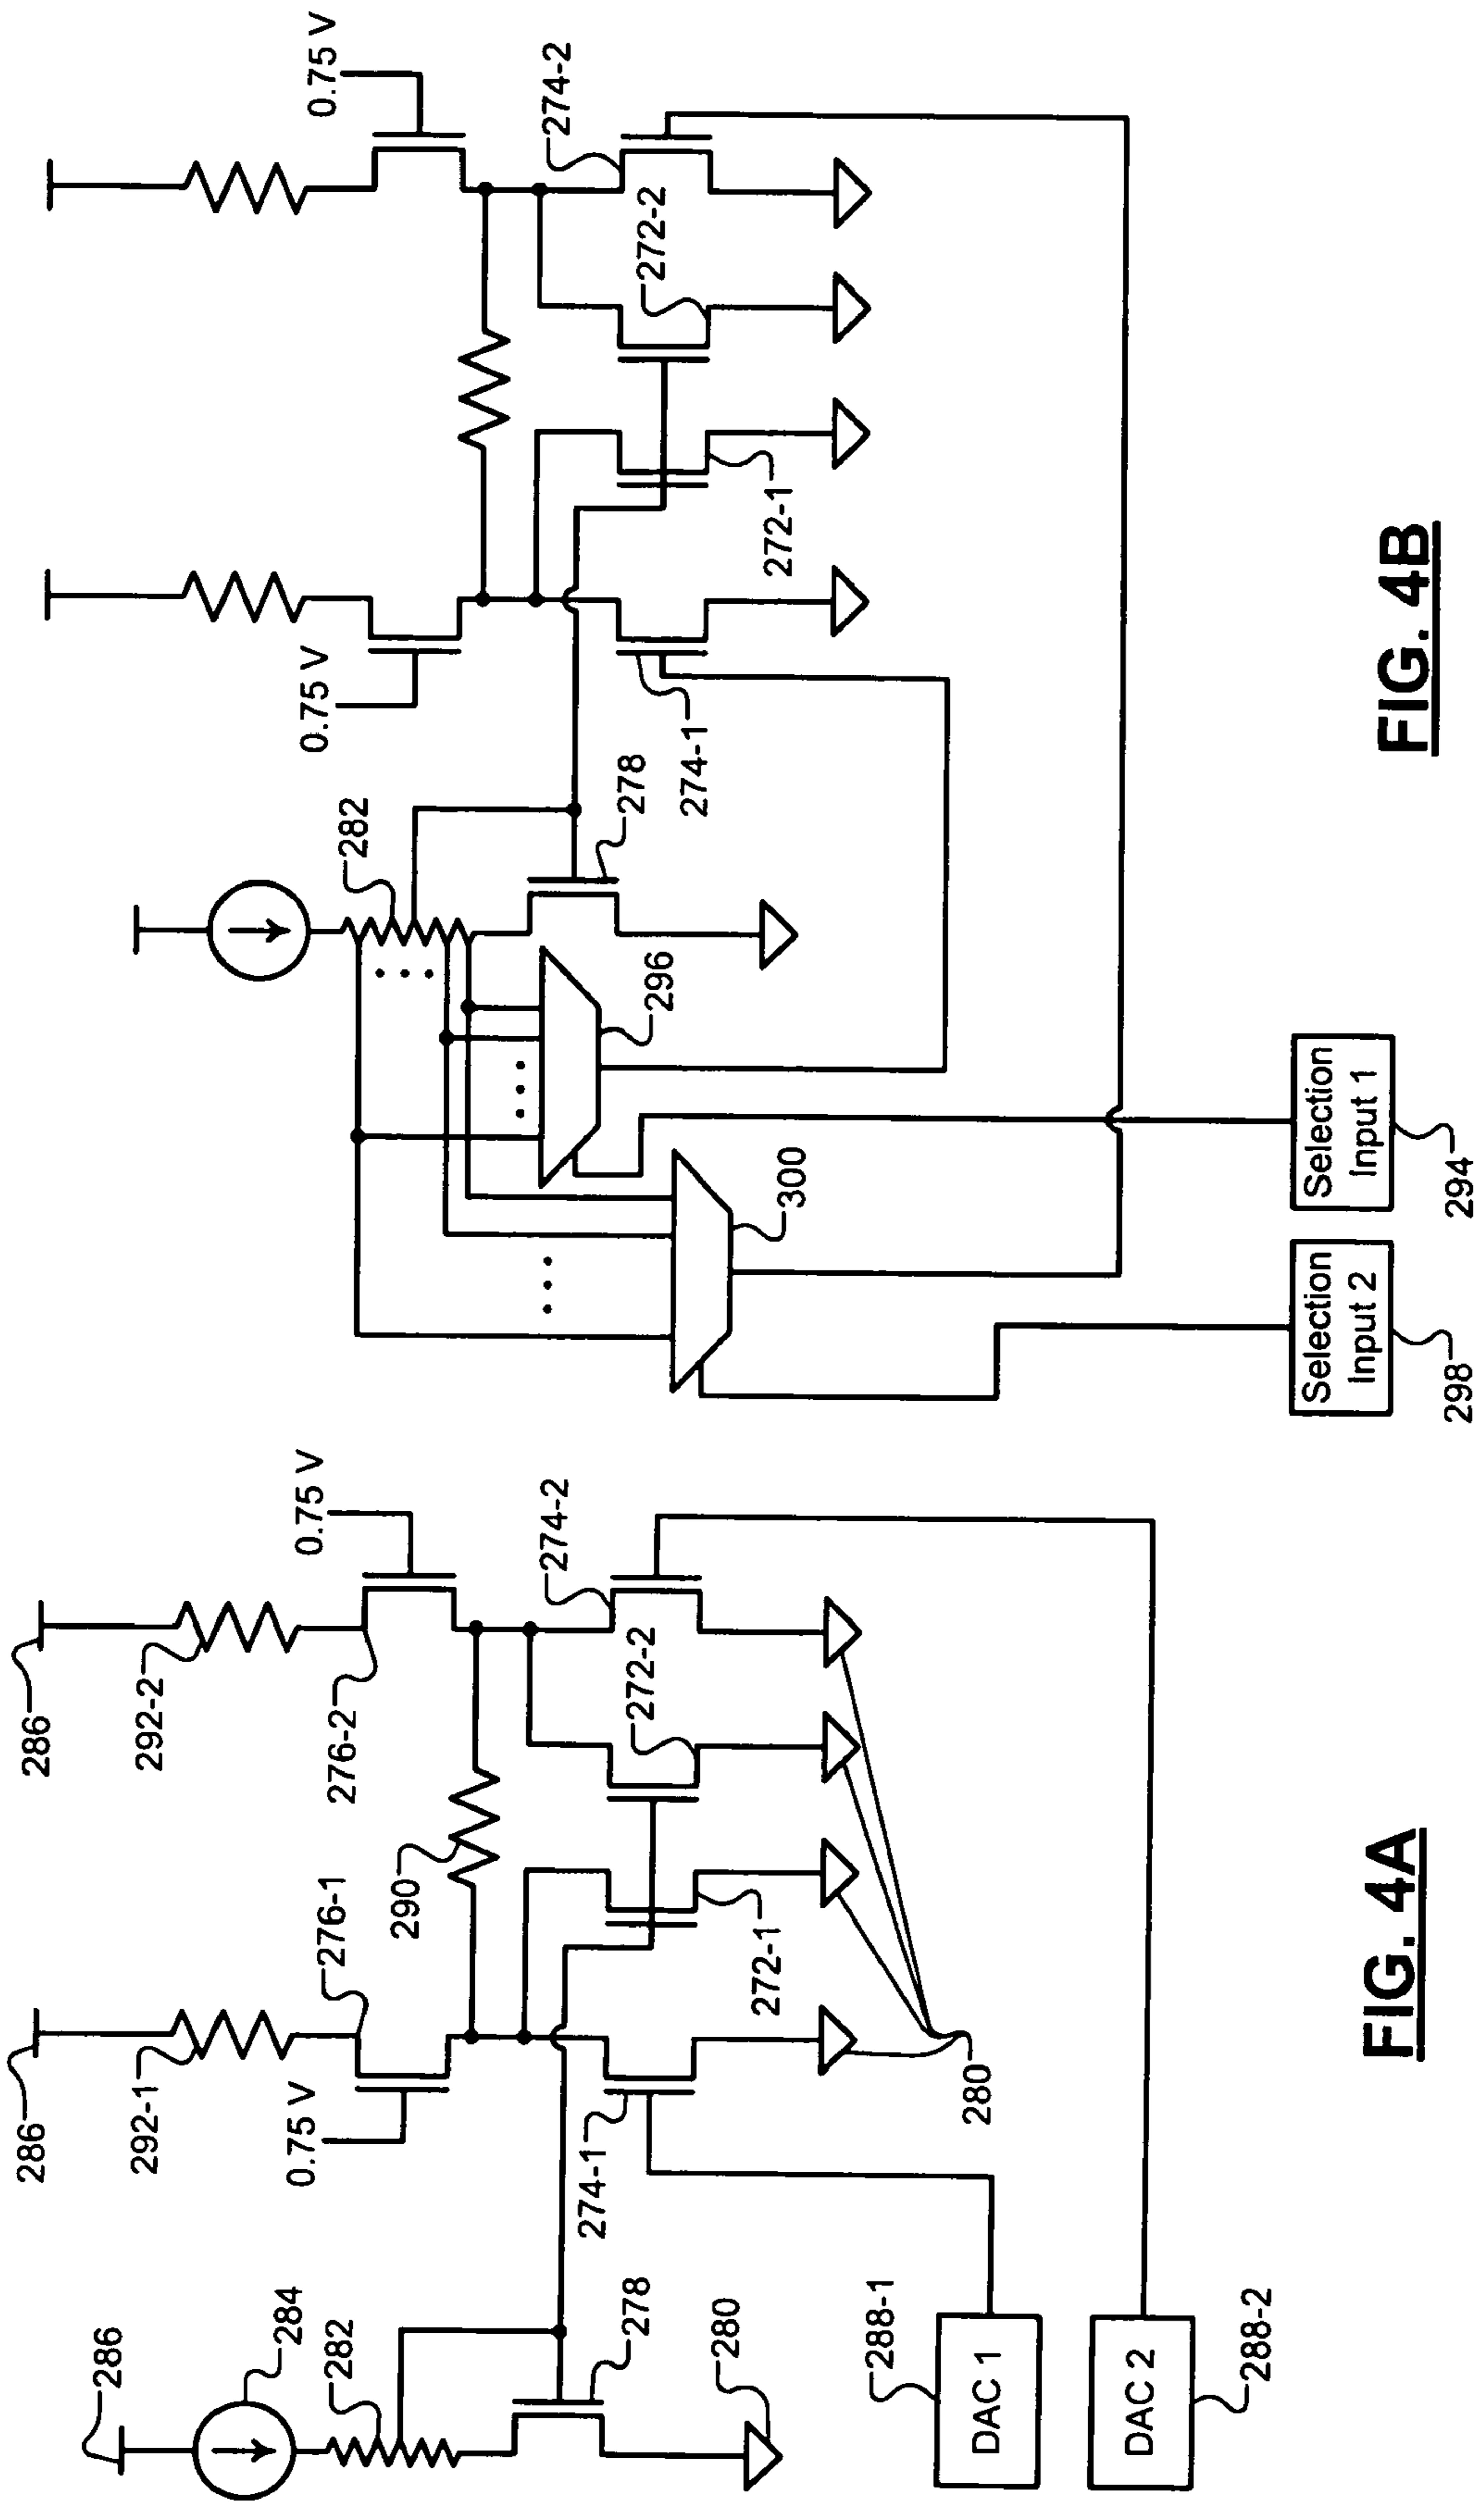 286
284
282
278
280
286
292-1
0.75 V
276-1
290
274-1
272-1
280
286
292-2
276-2
0.75 V
274-2
272-2
DAC 1
288-1
DAC 2
288-2
FIG. 4A
282
278
296
300
0.75 V
274-1
272-1
0.75 V
274-2
272-2
Selection
Input 2
298
Selection
Input 1
294
FIG. 4B